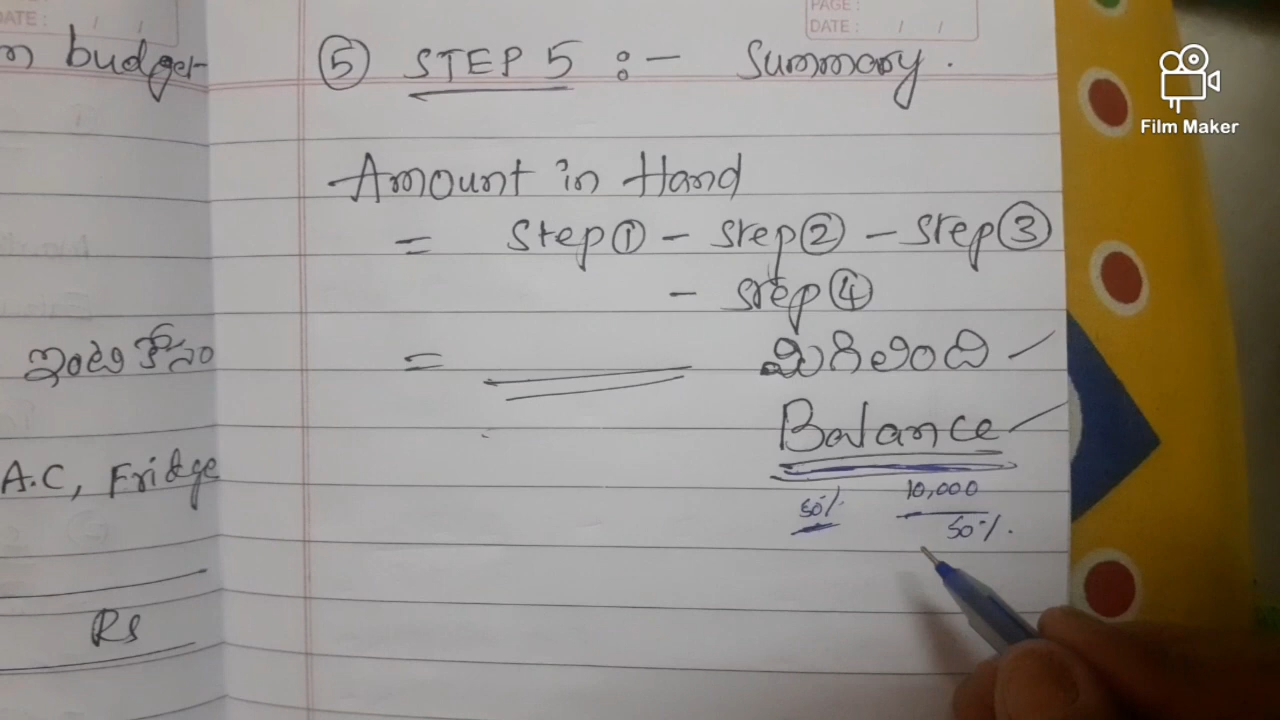 DATE : / /
budget
ఇంటి కోసం
A.C, Fridge
Rs
PAGE :
DATE : / /
⑤ STEP 5 :- Summary.
Amount in Hand
= Step① - Step② - Step③
- Step④
= ______ మిగిలింది ✓
Balance ✓
50%. 10,000
50%.
Film Maker